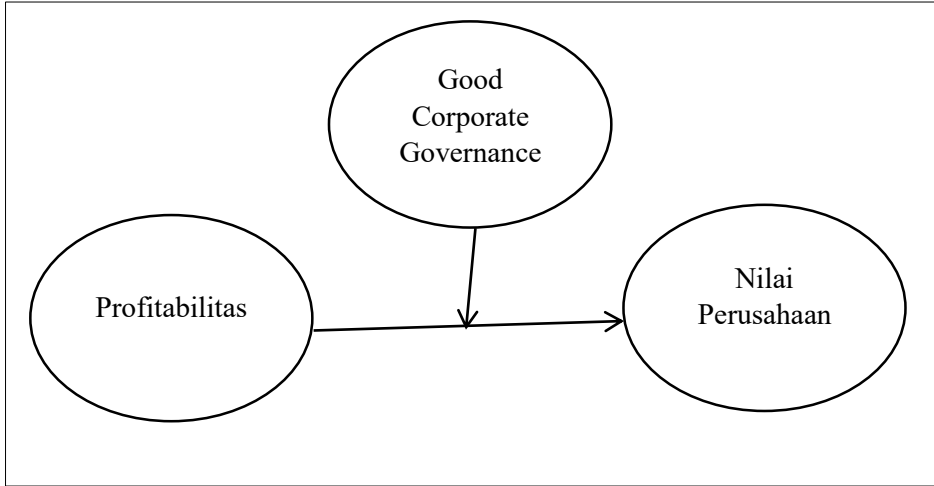 Good
Corporate
Governance
Profitabilitas
Nilai
Perusahaan